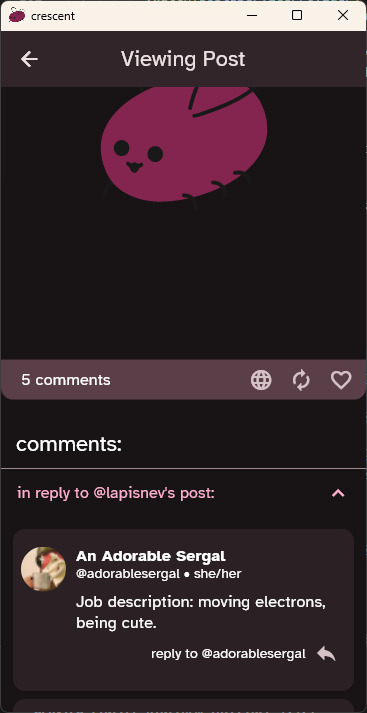 crescent
Viewing Post
5 comments
comments:
in reply to @lapisnev's post:
An Adorable Sergal
@adorablesergal • she/her
Job description: moving electrons,
being cute.
reply to @adorablesergal